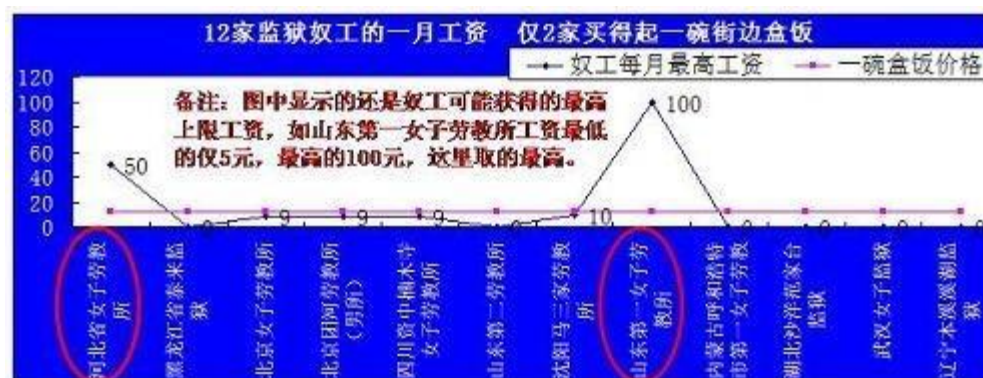 12家监狱奴工的一月工资 仅2家买得起一碗街边盒饭
奴工每月最高工资 一碗盒饭价格
备注：图中显示的还是奴工可能获得的最高
上限工资，如山东第一女子劳教所工资最低
的仅5元，最高的100元，这里取的最高。
120
100
80
60
40
20
0
50
0
9
9
9
0
10
100
0
0
0
0
河北省女子劳教
所
黑龙江省泰来监
狱
北京女子劳教所
北京团河劳教所
（男所）
四川资中楠木寺
女子劳教所
山东第二劳教所
沈阳马三家劳教
所
山东第一女子劳
教所
内蒙古呼和浩特
市第一女子劳教
湖北沙洋范家台
监狱
武汉女子监狱
辽宁本溪溪湖监
狱